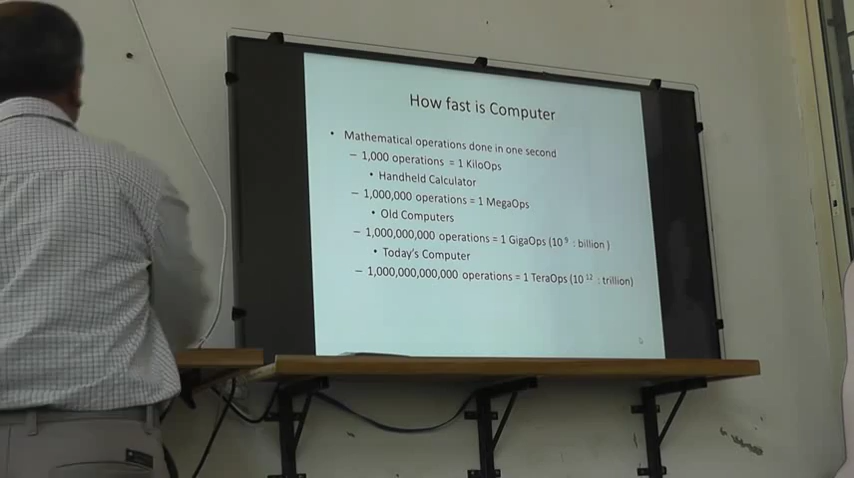 How fast is Computer
• Mathematical operations done in one second
– 1,000 operations = 1 KiloOps
• Handheld Calculator
– 1,000,000 operations = 1 MegaOps
• Old Computers
– 1,000,000,000 operations = 1 GigaOps (10⁹ : billion )
• Today's Computer
– 1,000,000,000,000 operations = 1 TeraOps (10¹² : trillion)